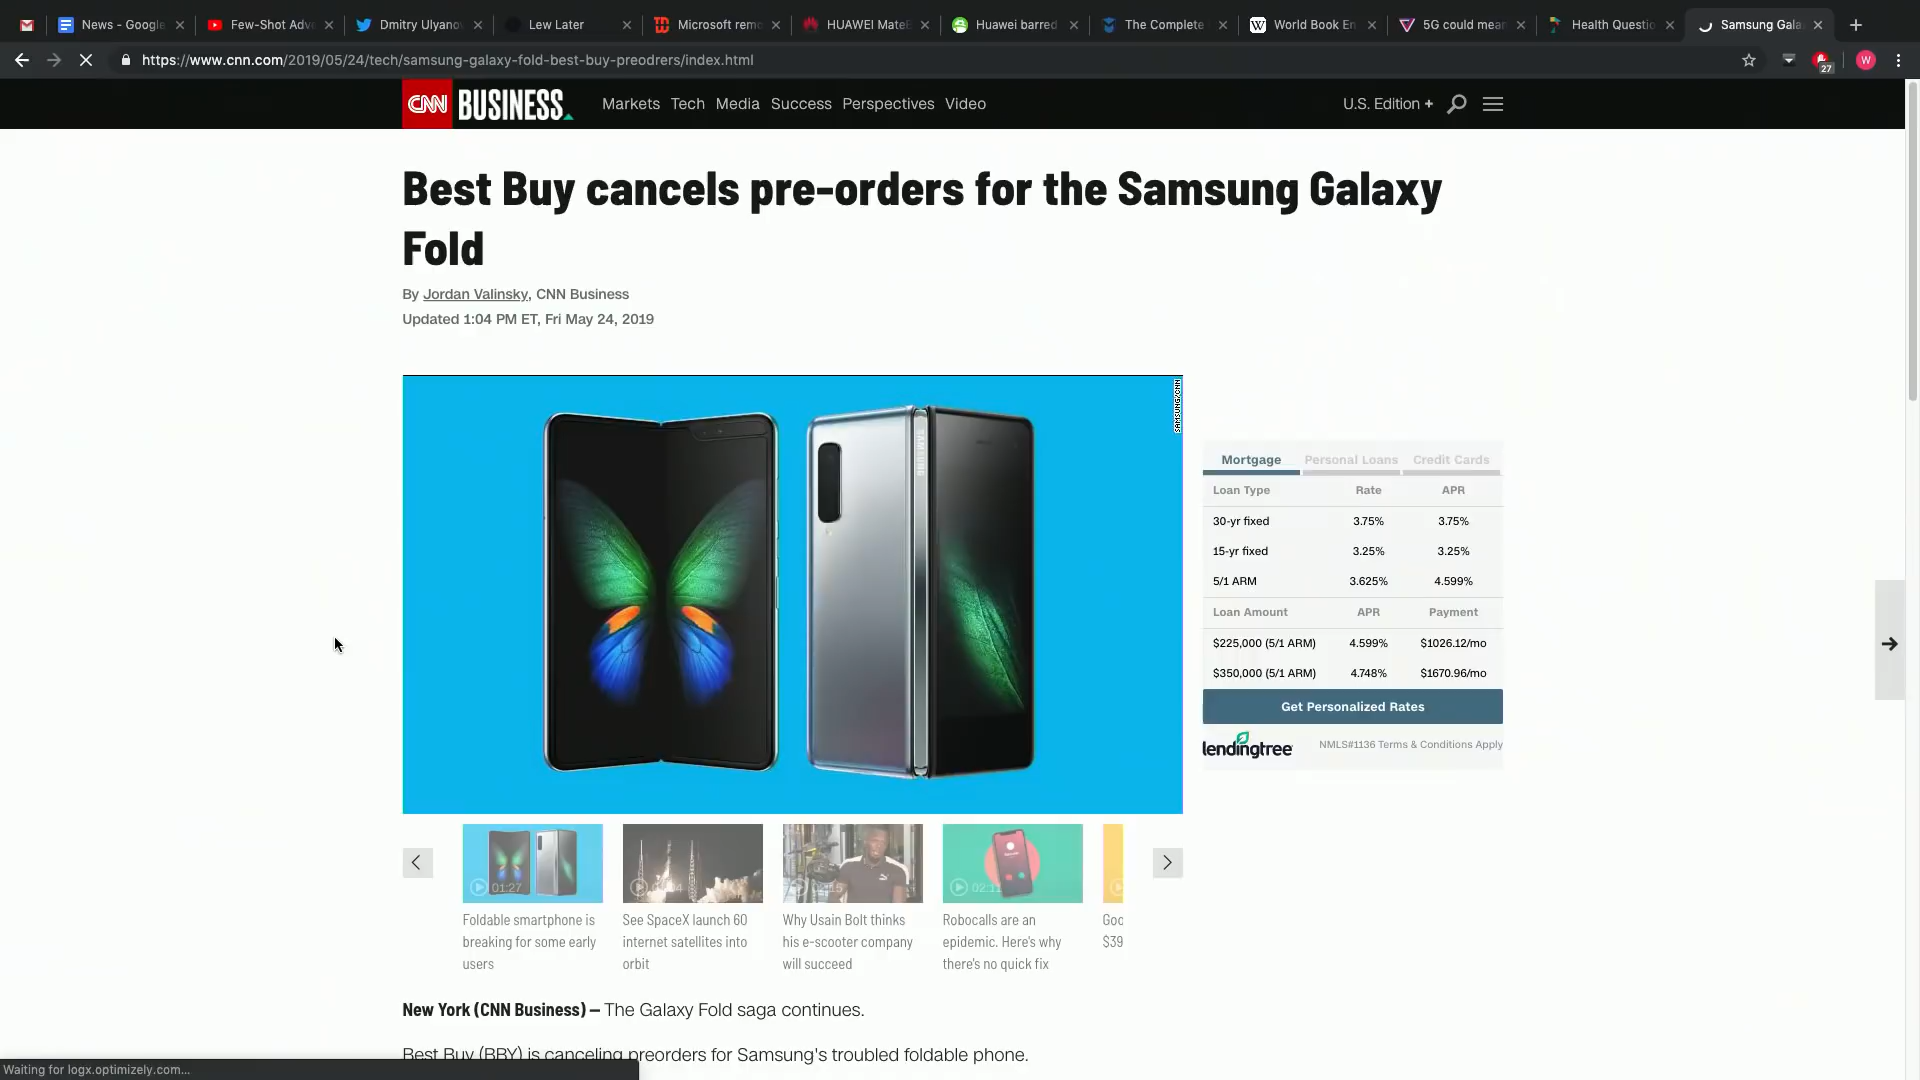 News - Google
Few-Shot Adve
Dmitry Ulyano
Lew Later
Microsoft rem
HUAWEI MateB
Huawei barred
The Complete
World Book En
5G could mean
Health Questio
Samsung Gala
https://www.cnn.com/2019/05/24/tech/samsung-galaxy-fold-best-buy-preodrers/index.html
27
W
CNN BUSINESS
Markets Tech Media Success Perspectives Video
U.S. Edition +
Best Buy cancels pre-orders for the Samsung Galaxy
Fold
By Jordan Valinsky, CNN Business
Updated 1:04 PM ET, Fri May 24, 2019
SAMSUNG/CNN
SAMSUNG
Mortgage Personal Loans Credit Cards
Loan Type Rate APR
30-yr fixed 3.75% 3.75%
15-yr fixed 3.25% 3.25%
5/1 ARM 3.625% 4.599%
Loan Amount APR Payment
$225,000 (5/1 ARM) 4.599% $1026.12/mo
$350,000 (5/1 ARM) 4.748% $1670.96/mo
Get Personalized Rates
lendingtree NMLS#1136 Terms & Conditions Apply
01:27
02:11
Foldable smartphone is
breaking for some early
users
See SpaceX launch 60
internet satellites into
orbit
Why Usain Bolt thinks
his e-scooter company
will succeed
Robocalls are an
epidemic. Here's why
there's no quick fix
Goo
$39
New York (CNN Business) — The Galaxy Fold saga continues.
Best Buy (BBY) is canceling preorders for Samsung's troubled foldable phone.
Waiting for logx.optimizely.com...